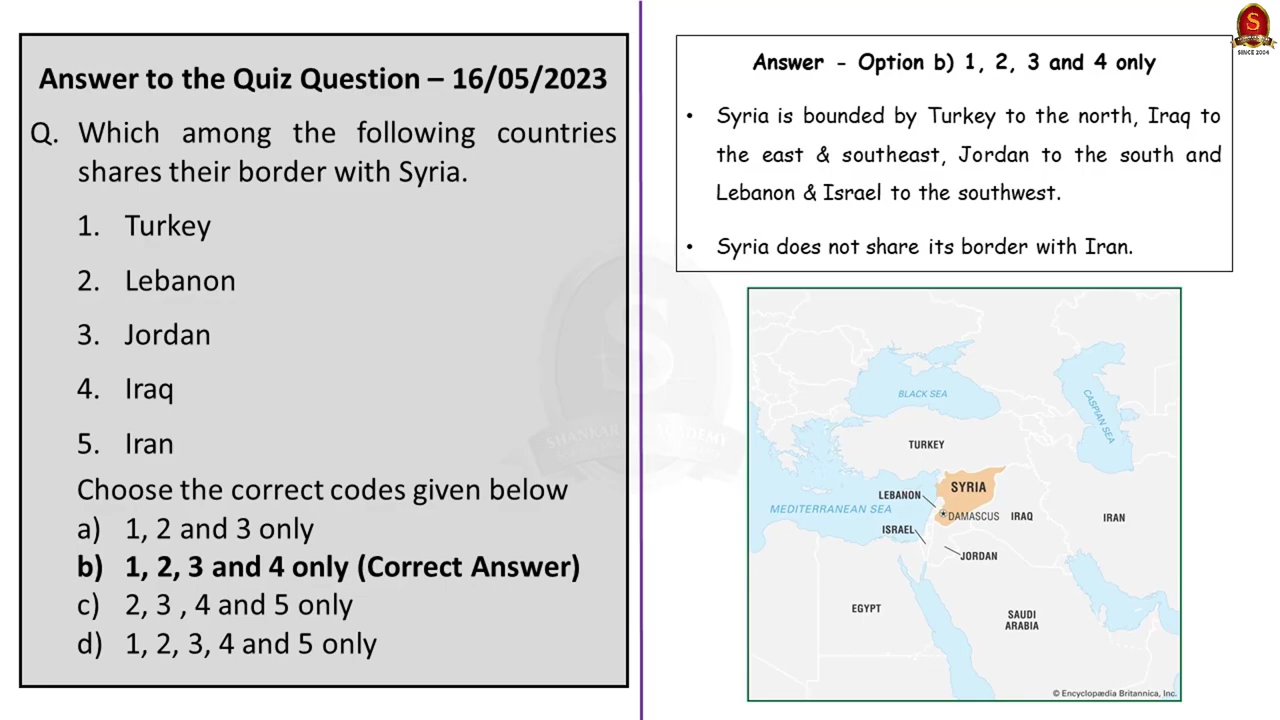 Answer to the Quiz Question – 16/05/2023
Q. Which among the following countries
shares their border with Syria.
1. Turkey
2. Lebanon
3. Jordan
4. Iraq
5. Iran
Choose the correct codes given below
a) 1, 2 and 3 only
b) 1, 2, 3 and 4 only (Correct Answer)
c) 2, 3 , 4 and 5 only
d) 1, 2, 3, 4 and 5 only
S
SINCE 2004
Answer - Option b) 1, 2, 3 and 4 only
• Syria is bounded by Turkey to the north, Iraq to
the east & southeast, Jordan to the south and
Lebanon & Israel to the southwest.
• Syria does not share its border with Iran.
BLACK SEA
CASPIAN SEA
TURKEY
SYRIA
LEBANON
MEDITERRANEAN SEA
DAMASCUS
IRAQ
IRAN
ISRAEL
JORDAN
EGYPT
SAUDI
ARABIA
© Encyclopædia Britannica, Inc.